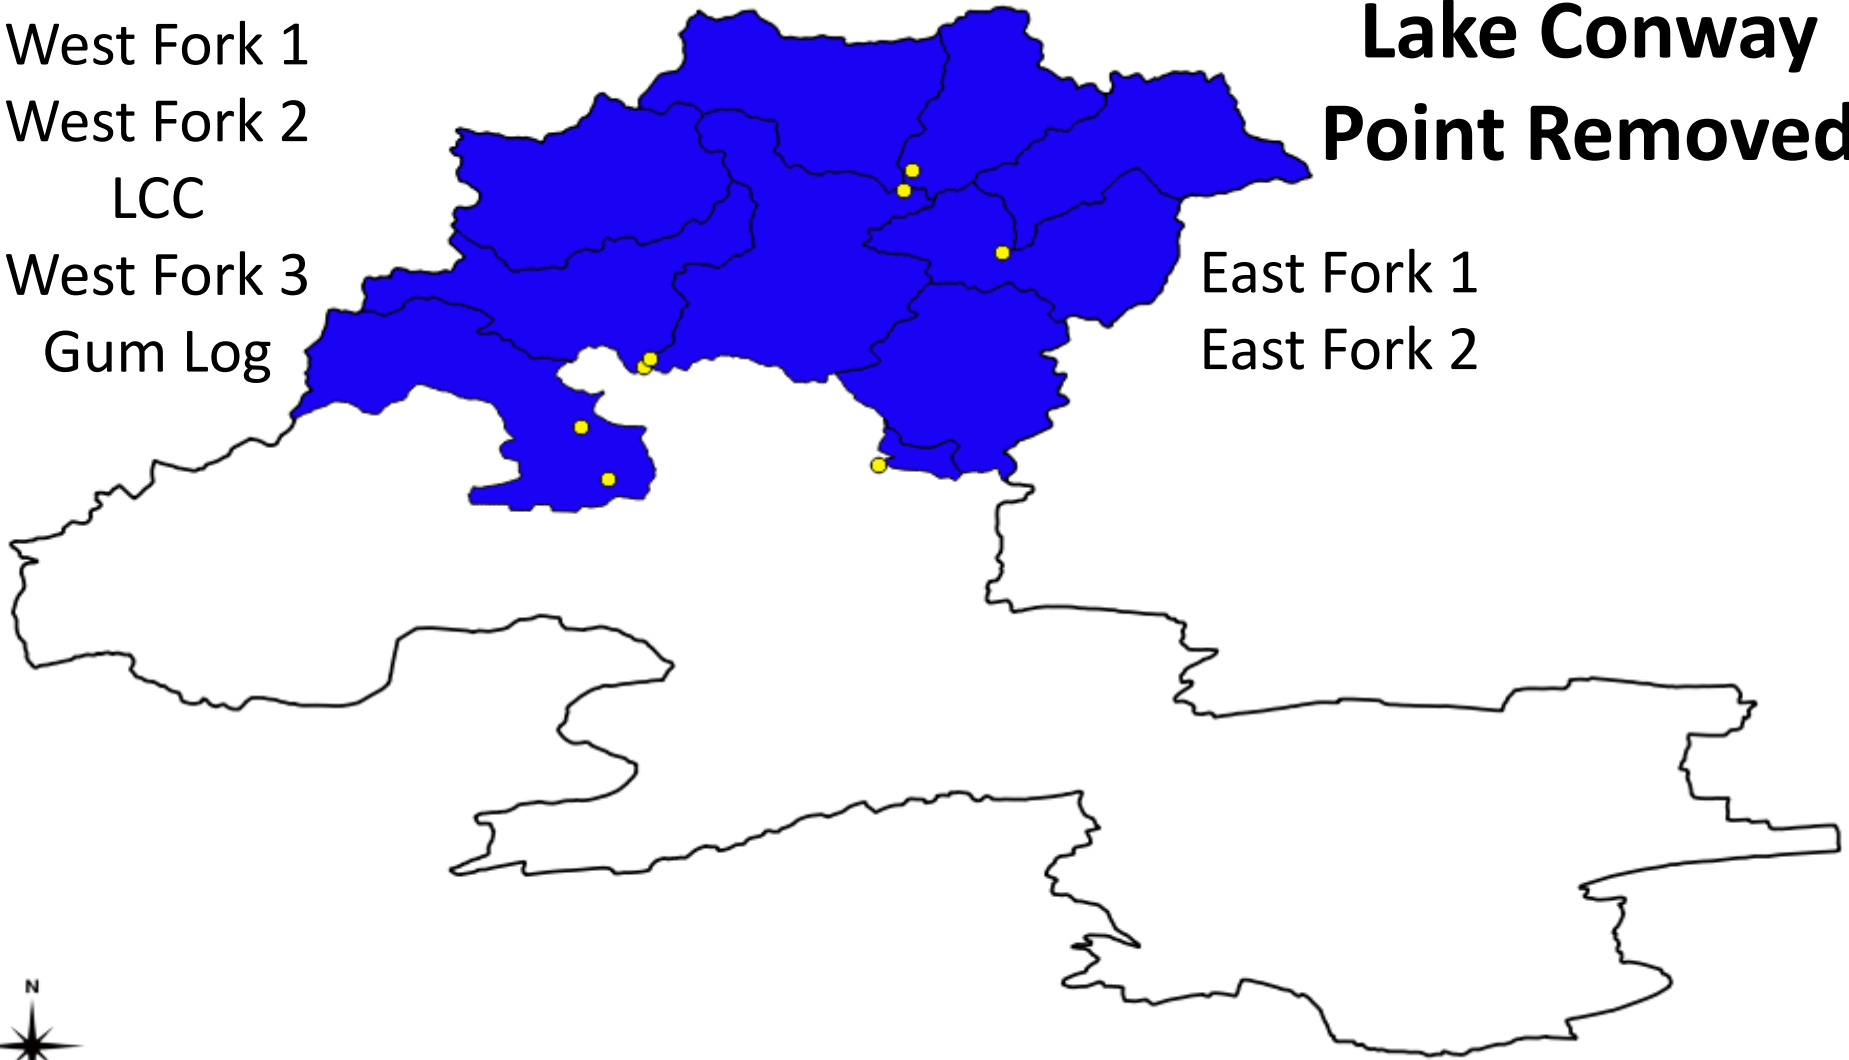 West Fork 1
West Fork 2
LCC
West Fork 3
Gum Log
Lake Conway
Point Removed
East Fork 1
East Fork 2
N